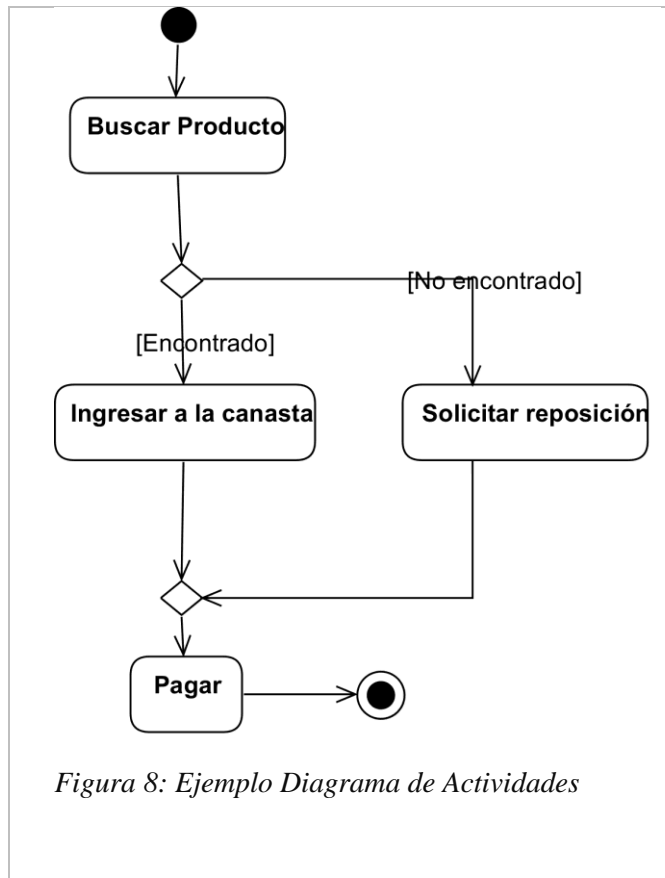 Buscar Producto
[No encontrado]
[Encontrado]
Ingresar a la canasta
Solicitar reposición
Pagar
Figura 8: Ejemplo Diagrama de Actividades